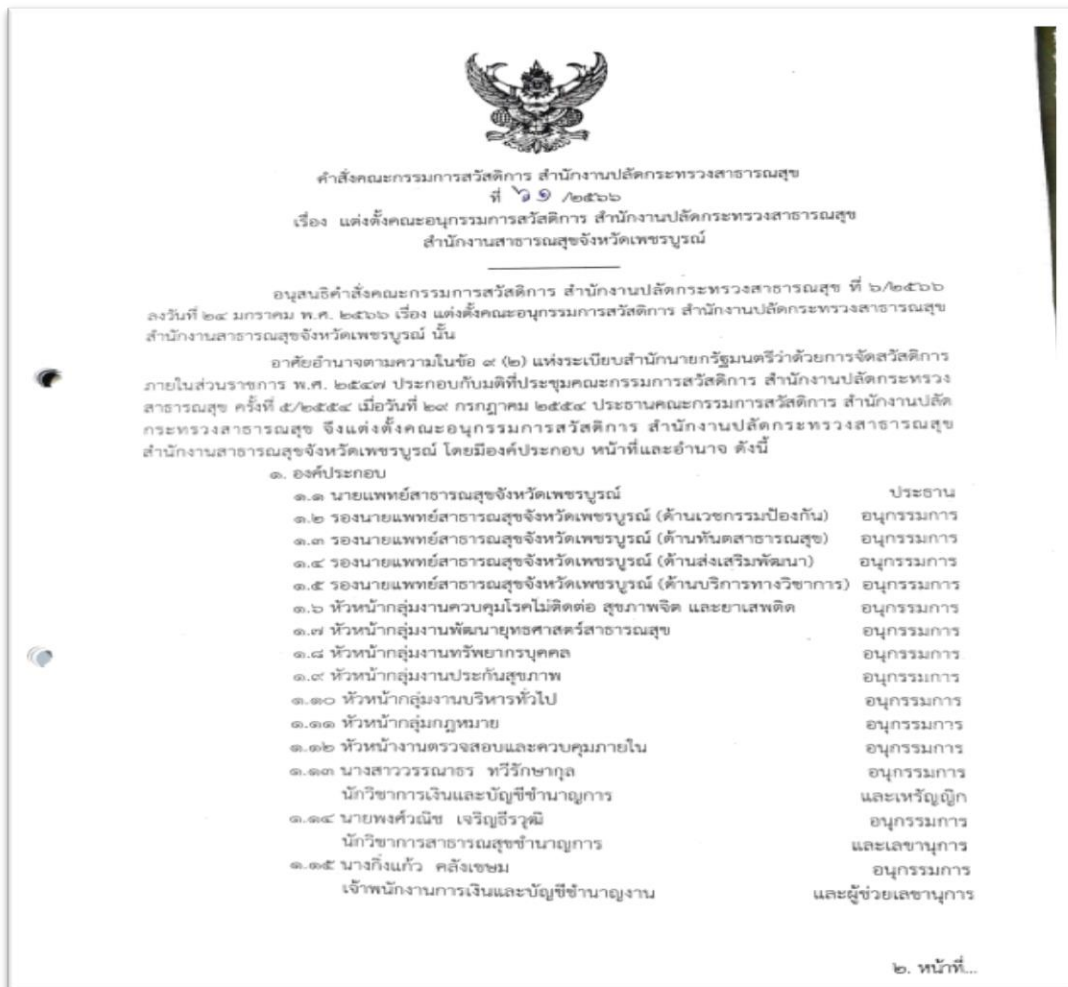 คำสั่งคณะกรรมการสวัสดิการ สำนักงานปลัดกระทรวงสาธารณสุข
ที่ ๖๑ /๒๕๖๖
เรื่อง แต่งตั้งคณะอนุกรรมการสวัสดิการ สำนักงานปลัดกระทรวงสาธารณสุข
สำนักงานสาธารณสุขจังหวัดเพชรบูรณ์
อนุสนธิคำสั่งคณะกรรมการสวัสดิการ สำนักงานปลัดกระทรวงสาธารณสุข ที่ ๖/๒๕๖๖
ลงวันที่ ๒๔ มกราคม พ.ศ. ๒๕๖๖ เรื่อง แต่งตั้งคณะอนุกรรมการสวัสดิการ สำนักงานปลัดกระทรวงสาธารณสุข
สำนักงานสาธารณสุขจังหวัดเพชรบูรณ์ นั้น
อาศัยอำนาจตามความในข้อ ๙ (๒) แห่งระเบียบสำนักนายกรัฐมนตรีว่าด้วยการจัดสวัสดิการ
ภายในส่วนราชการ พ.ศ. ๒๕๔๗ ประกอบกับมติที่ประชุมคณะกรรมการสวัสดิการ สำนักงานปลัดกระทรวง
สาธารณสุข ครั้งที่ ๕/๒๕๕๔ เมื่อวันที่ ๒๙ กรกฎาคม ๒๕๕๔ ประธานคณะกรรมการสวัสดิการ สำนักงานปลัด
กระทรวงสาธารณสุข จึงแต่งตั้งคณะอนุกรรมการสวัสดิการ สำนักงานปลัดกระทรวงสาธารณสุข
สำนักงานสาธารณสุขจังหวัดเพชรบูรณ์ โดยมีองค์ประกอบ หน้าที่และอำนาจ ดังนี้
๑. องค์ประกอบ
๑.๑ นายแพทย์สาธารณสุขจังหวัดเพชรบูรณ์ ประธาน
๑.๒ รองนายแพทย์สาธารณสุขจังหวัดเพชรบูรณ์ (ด้านเวชกรรมป้องกัน) อนุกรรมการ
๑.๓ รองนายแพทย์สาธารณสุขจังหวัดเพชรบูรณ์ (ด้านทันตสาธารณสุข) อนุกรรมการ
๑.๔ รองนายแพทย์สาธารณสุขจังหวัดเพชรบูรณ์ (ด้านส่งเสริมพัฒนา) อนุกรรมการ
๑.๕ รองนายแพทย์สาธารณสุขจังหวัดเพชรบูรณ์ (ด้านบริการทางวิชาการ) อนุกรรมการ
๑.๖ หัวหน้ากลุ่มงานควบคุมโรคไม่ติดต่อ สุขภาพจิต และยาเสพติด อนุกรรมการ
๑.๗ หัวหน้ากลุ่มงานพัฒนายุทธศาสตร์สาธารณสุข อนุกรรมการ
๑.๘ หัวหน้ากลุ่มงานทรัพยากรบุคคล อนุกรรมการ
๑.๙ หัวหน้ากลุ่มงานประกันสุขภาพ อนุกรรมการ
๑.๑๐ หัวหน้ากลุ่มงานบริหารทั่วไป อนุกรรมการ
๑.๑๑ หัวหน้ากลุ่มกฎหมาย อนุกรรมการ
๑.๑๒ หัวหน้างานตรวจสอบและควบคุมภายใน อนุกรรมการ
๑.๑๓ นางสาววรรณาธร ทวีรักษากุล อนุกรรมการ
นักวิชาการเงินและบัญชีชำนาญการ และเหรัญญิก
๑.๑๔ นายพงศ์วณิช เจริญธีรวุฒิ อนุกรรมการ
นักวิชาการสาธารณสุขชำนาญการ และเลขานุการ
๑.๑๕ นางกิ่งแก้ว คลังเขษม อนุกรรมการ
เจ้าพนักงานการเงินและบัญชีชำนาญงาน และผู้ช่วยเลขานุการ
๒. หน้าที่...